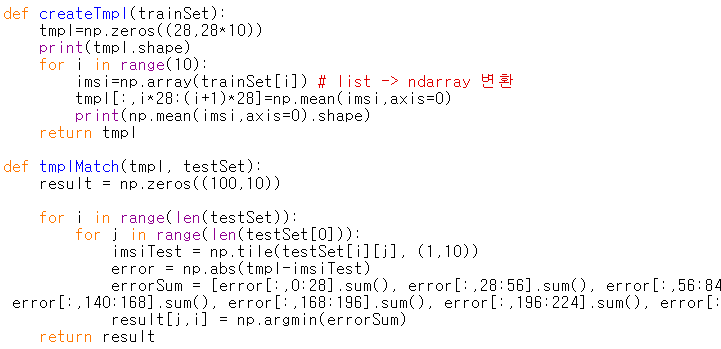 def createTmpl(trainSet):
    tmpl=np.zeros((28,28*10))
    print(tmpl.shape)
    for i in range(10):
        imsi=np.array(trainSet[i]) # list -> ndarray 변환
        tmpl[:,i*28:(i+1)*28]=np.mean(imsi,axis=0)
        print(np.mean(imsi,axis=0).shape)
    return tmpl

def tmplMatch(tmpl, testSet):
    result = np.zeros((100,10))

    for i in range(len(testSet)):
        for j in range(len(testSet[0])):
            imsiTest = np.tile(testSet[i][j], (1,10))
            error = np.abs(tmpl-imsiTest)
            errorSum = [error[:,0:28].sum(), error[:,28:56].sum(), error[:,56:84
 error[:,140:168].sum(), error[:,168:196].sum(), error[:,196:224].sum(), error[:
            result[j,i] = np.argmin(errorSum)
    return result